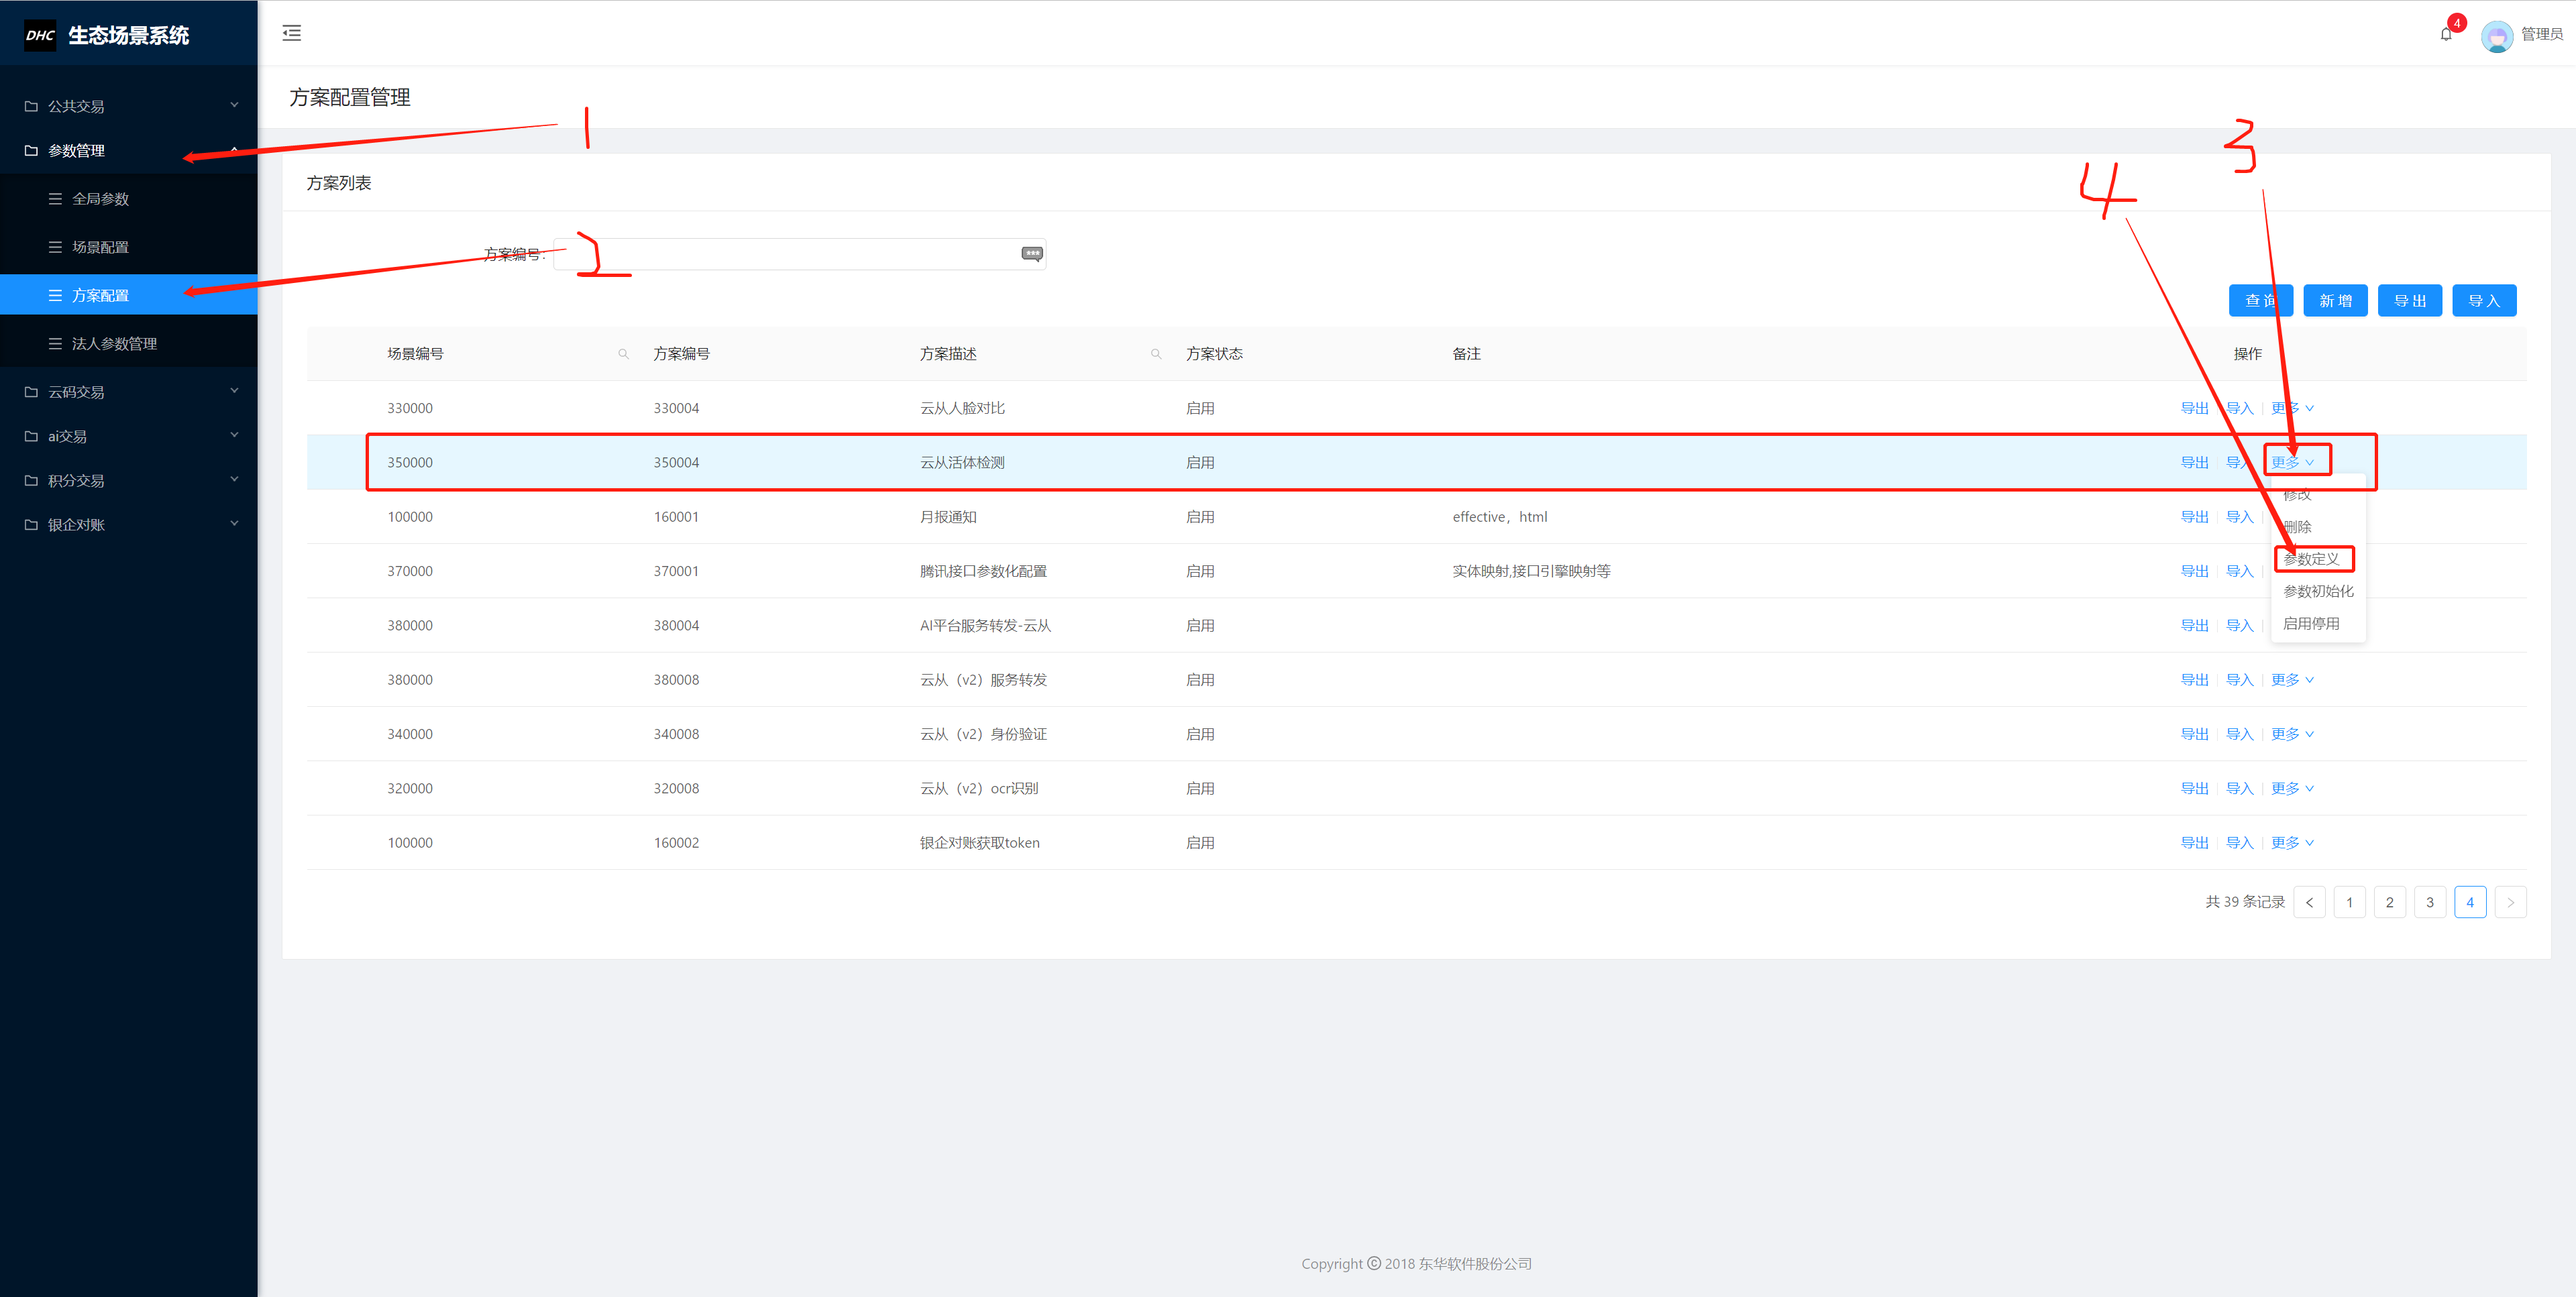 DHC 生态场景系统
4 管理员
公共交易
参数管理
全局参数
场景配置
方案配置
法人参数管理
云码交易
ai交易
积分交易
银企对账
方案配置管理
1
3
4
方案列表
方案编号:
2
查 询 新 增 导 出 导 入
场景编号 方案编号 方案描述 方案状态 备注 操作
330000 330004 云从人脸对比 启用 导出 导入 更多
350000 350004 云从活体检测 启用 导出 导入 更多
修改
100000 160001 月报通知 启用 effective，html 导出 导入
删除
参数定义
370000 370001 腾讯接口参数化配置 启用 实体映射,接口引擎映射等 导出 导入
参数初始化
380000 380004 AI平台服务转发-云从 启用 导出 导入
启用停用
380000 380008 云从（v2）服务转发 启用 导出 导入 更多
340000 340008 云从（v2）身份验证 启用 导出 导入 更多
320000 320008 云从（v2）ocr识别 启用 导出 导入 更多
100000 160002 银企对账获取token 启用 导出 导入 更多
共 39 条记录 < 1 2 3 4 >
Copyright © 2018 东华软件股份公司